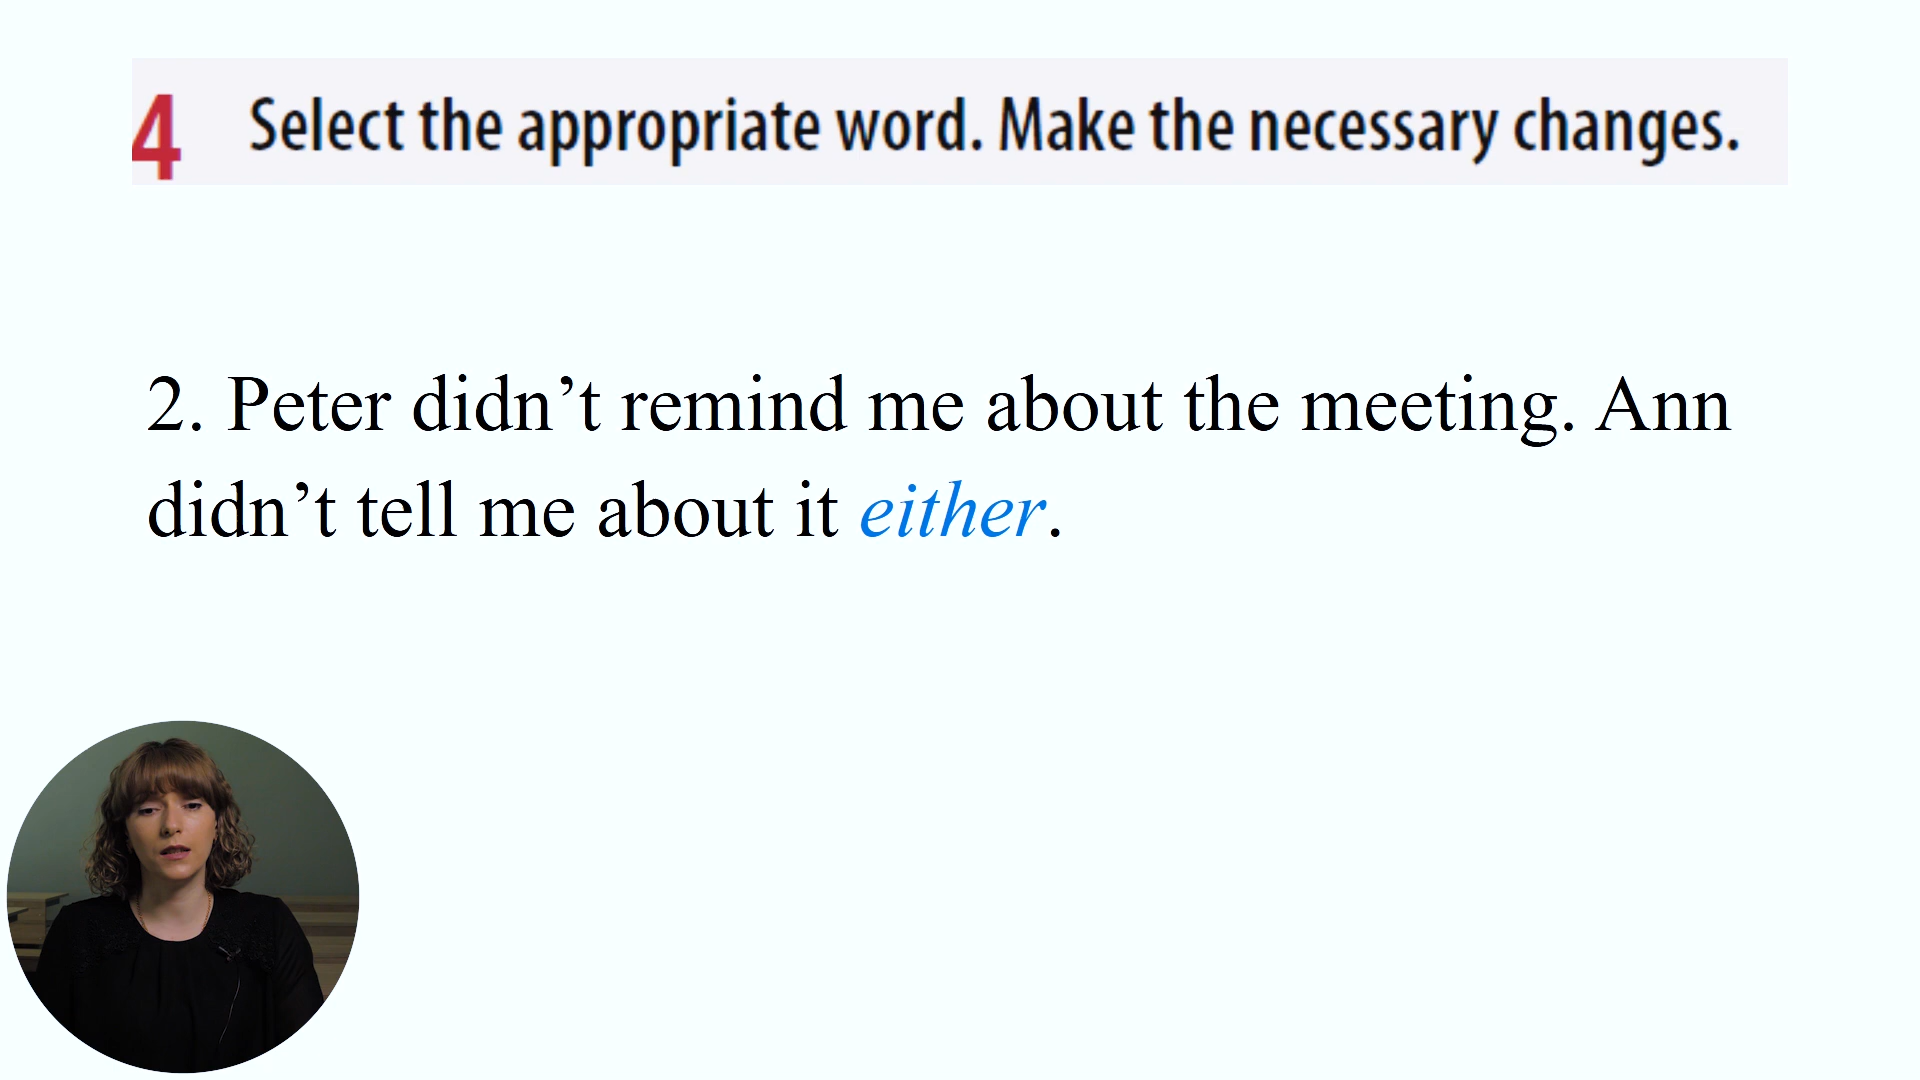 4 Select the appropriate word. Make the necessary changes.
2. Peter didn’t remind me about the meeting. Ann
didn’t tell me about it either.